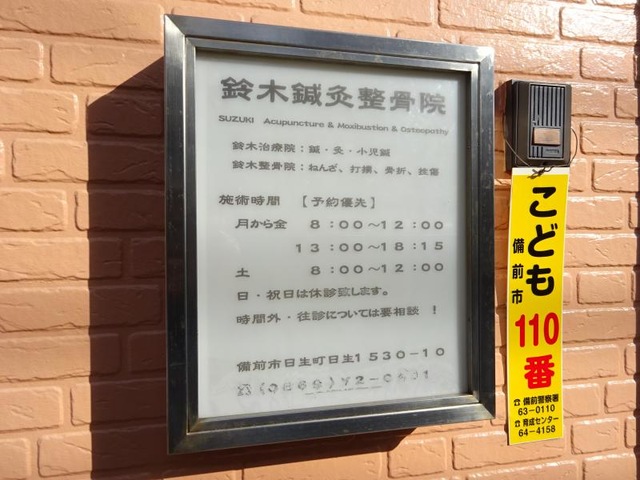 鈴木鍼灸整骨院
SUZUKI Acupuncture & Moxibustion & Osteopathy
鈴木治療院：鍼・灸・小児鍼
鈴木整骨院：ねんざ、打撲、骨折、挫傷
施術時間 【予約優先】
月から金 8：00～12：00
13：00～18：15
土 8：00～12：00
日・祝日は休診致します。
時間外・往診については要相談 ！
備前市日生町日生1530-10
☎(0869)72-0
こども
備前市
110
番
☎備前警察署
63-0110
☎育成センター
64-4158